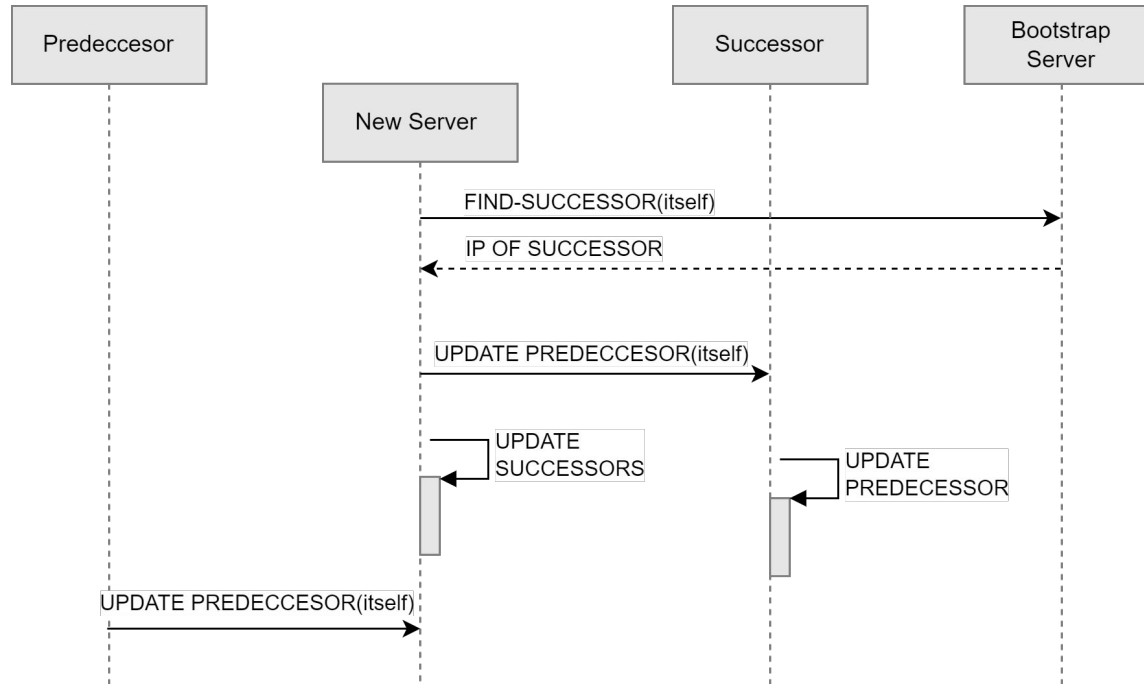 Predeccesor
Successor
Bootstrap
Server
New Server
FIND-SUCCESSOR(itself)
IP OF SUCCESSOR
UPDATE PREDECCESOR(itself)
UPDATE
SUCCESSORS
UPDATE
PREDECESSOR
UPDATE PREDECCESOR(itself)